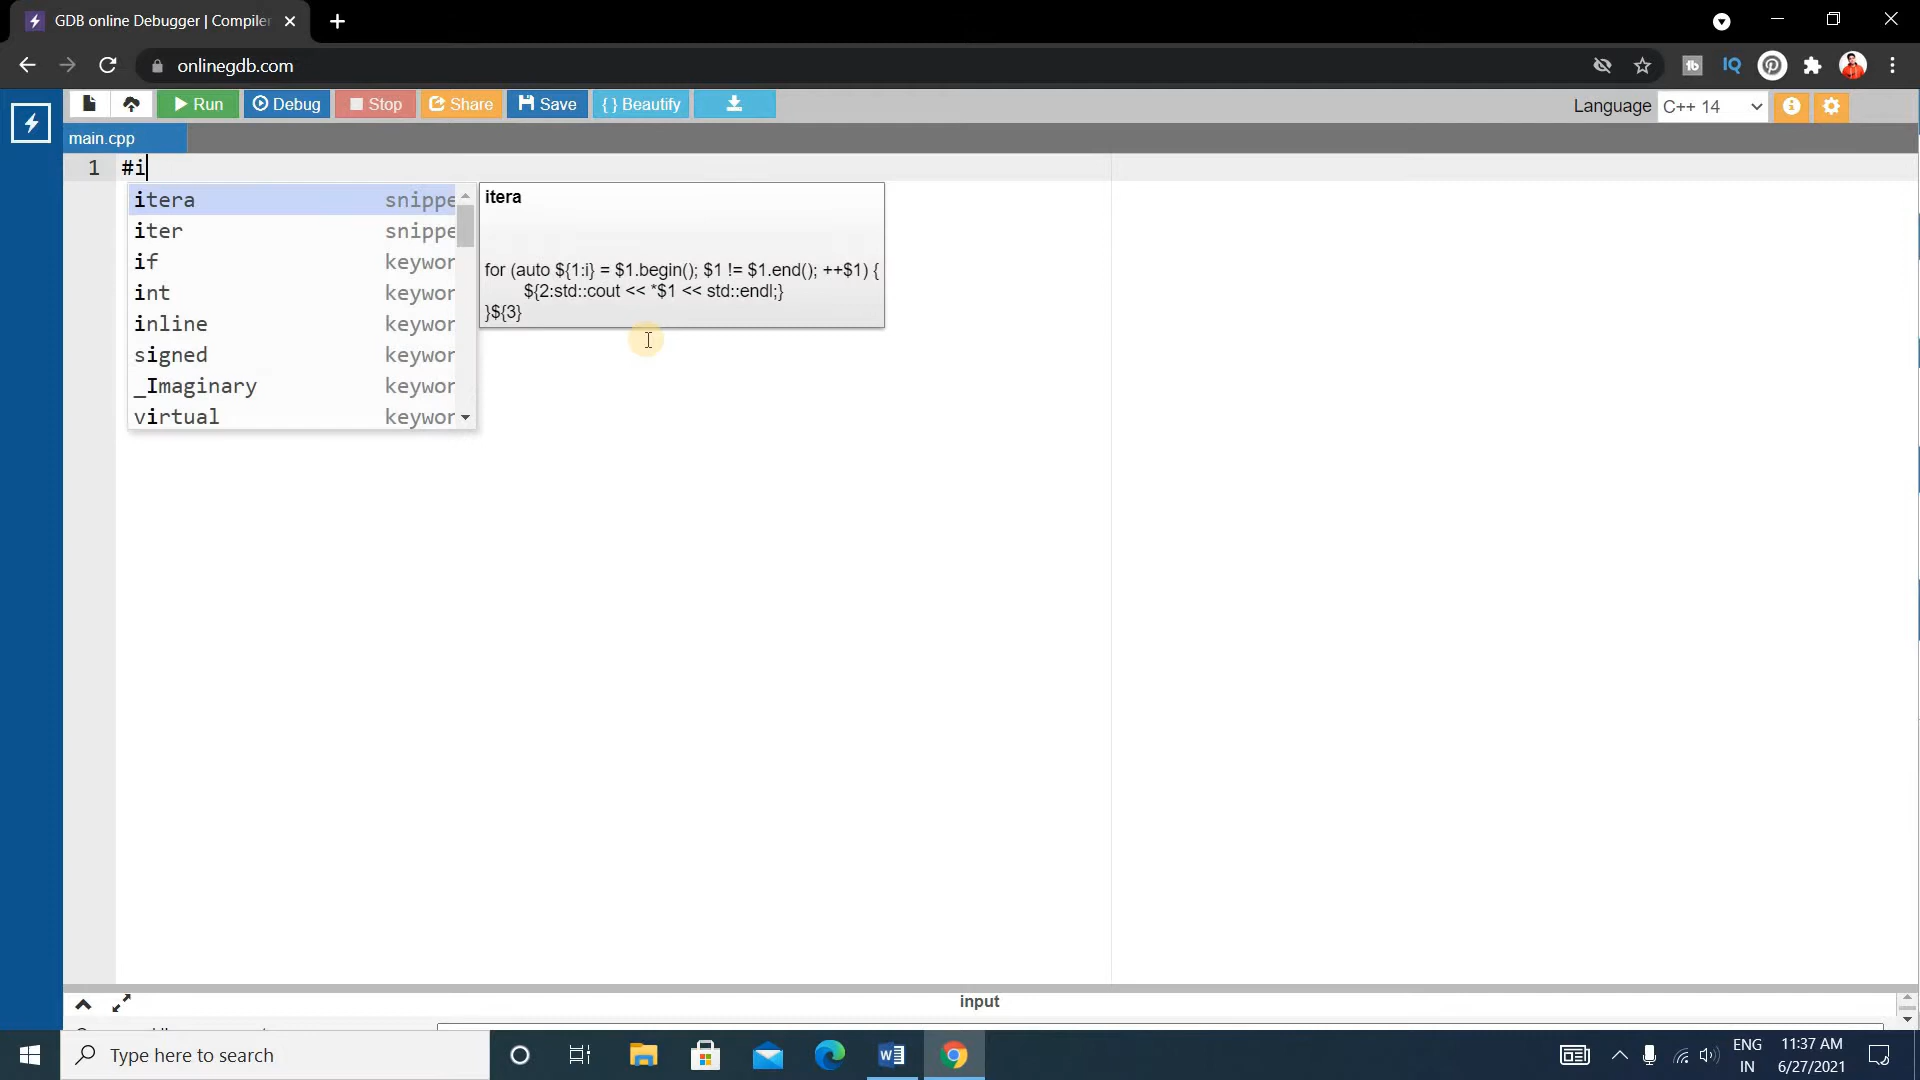 GDB online Debugger | Compiler
onlinegdb.com
Run Debug Stop Share Save { } Beautify Language C++ 14
main.cpp
1 #i
itera snippe
iter snippe
if keywor
int keywor
inline keywor
signed keywor
_Imaginary keywor
virtual keywor
itera
for (auto ${1:i} = $1.begin(); $1 != $1.end(); ++$1) {
${2:std::cout << *$1 << std::endl;}
}${3}
input
Type here to search
ENG
IN
11:37 AM
6/27/2021